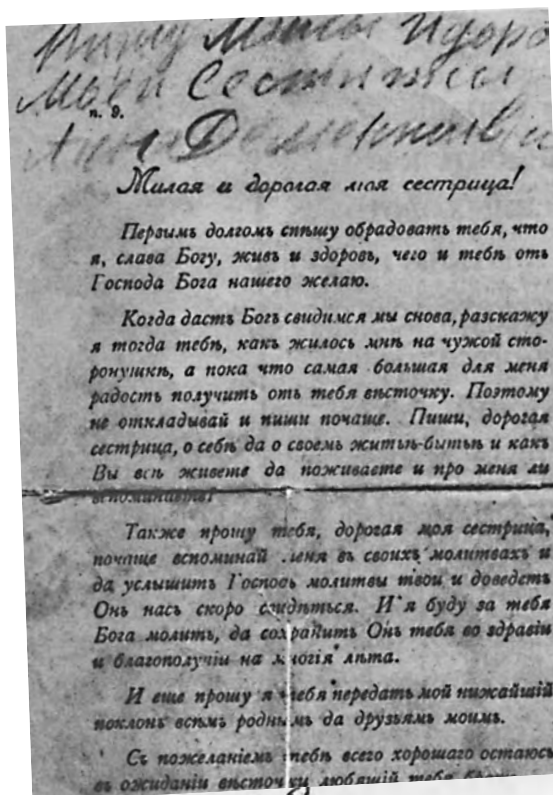 Пишу
Моей Сестрицы
п. 9.
Милая и дорогая моя сестрица!
Первымъ долгомъ спѣшу обрадовать тебя, что
я, слава Богу, живъ и здоровъ, чего и тебѣ отъ
Господа Бога нашего желаю.
Когда дастъ Богъ свидимся мы снова, разскажу
я тогда тебѣ, какъ жилось мнѣ на чужой сто-
ронушкѣ, а пока что самая большая для меня
радость получить отъ тебя вѣсточку. Поэтому
не откладывай и пиши почаще. Пиши, дорогая
сестрица, о себѣ да о своемъ житьѣ-бытьѣ и какъ
Вы всѣ живете да поживаете и про меня ли
вспоминаете?
Также прошу тебя, дорогая моя сестрица,
почаще вспоминай меня въ своихъ молитвахъ и
да услышитъ Господь молитвы твои и доведетъ
Онъ насъ скоро свидѣться. И я буду за тебя
Бога молить, да сохранитъ Онъ тебя во здравіи
и благополучіи на многія лѣта.
И еще прошу я тебя передать мой нижайшій
поклонъ всѣмъ роднымъ да друзьямъ моимъ.
Съ пожеланіемъ тебѣ всего хорошаго остаюсь
въ ожиданіи вѣсточки любящій тебя